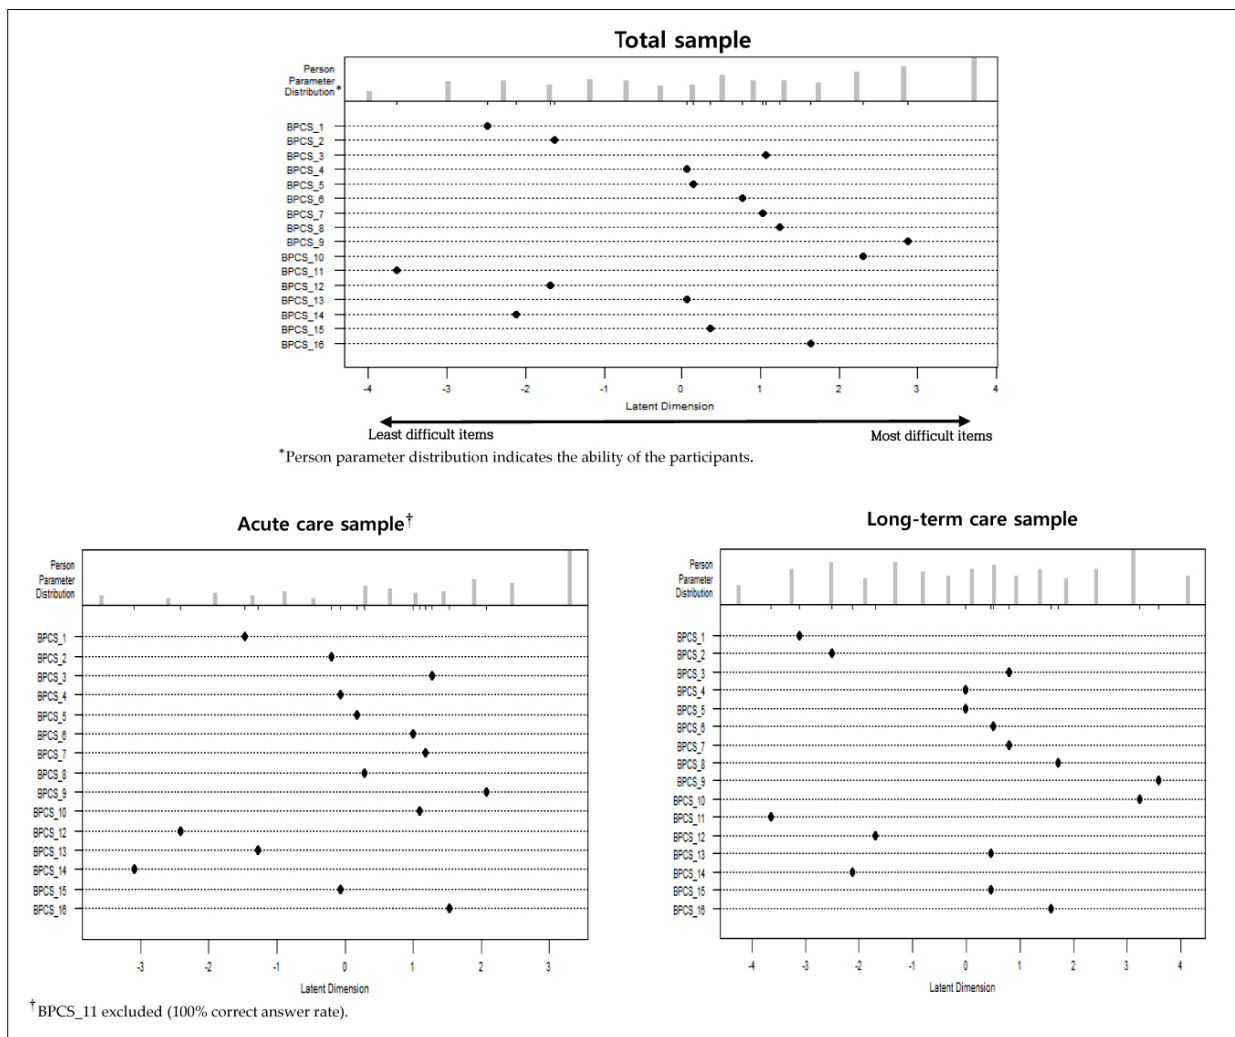 Total sample
Person
Parameter
Distribution*
BPCS_1
BPCS_2
BPCS_3
BPCS_4
BPCS_5
BPCS_6
BPCS_7
BPCS_8
BPCS_9
BPCS_10
BPCS_11
BPCS_12
BPCS_13
BPCS_14
BPCS_15
BPCS_16
-4 -3 -2 -1 0 1 2 3 4
Latent Dimension
Least difficult items Most difficult items
*Person parameter distribution indicates the ability of the participants.
Acute care sample†
Person
Parameter
Distribution
BPCS_1
BPCS_2
BPCS_3
BPCS_4
BPCS_5
BPCS_6
BPCS_7
BPCS_8
BPCS_9
BPCS_10
BPCS_12
BPCS_13
BPCS_14
BPCS_15
BPCS_16
-3 -2 -1 0 1 2 3
Latent Dimension
†BPCS_11 excluded (100% correct answer rate).
Long-term care sample
Person
Parameter
Distribution
BPCS_1
BPCS_2
BPCS_3
BPCS_4
BPCS_5
BPCS_6
BPCS_7
BPCS_8
BPCS_9
BPCS_10
BPCS_11
BPCS_12
BPCS_13
BPCS_14
BPCS_15
BPCS_16
-4 -3 -2 -1 0 1 2 3 4
Latent Dimension